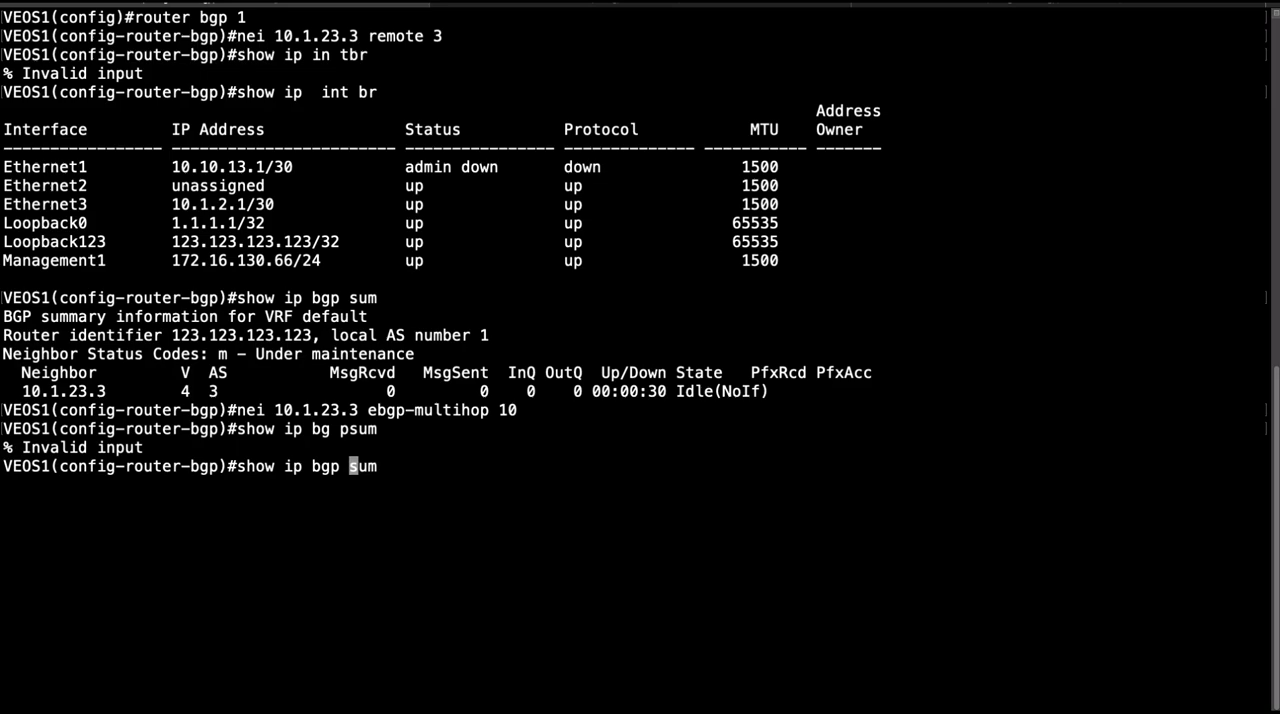 VEOS1(config)#router bgp 1
VEOS1(config-router-bgp)#nei 10.1.23.3 remote 3
VEOS1(config-router-bgp)#show ip in tbr
% Invalid input
VEOS1(config-router-bgp)#show ip  int br
Address
Interface IP Address Status Protocol MTU Owner
----------------- ------------------------ ---------------- -------------- ----------- -------
Ethernet1 10.10.13.1/30 admin down down 1500
Ethernet2 unassigned up up 1500
Ethernet3 10.1.2.1/30 up up 1500
Loopback0 1.1.1.1/32 up up 65535
Loopback123 123.123.123.123/32 up up 65535
Management1 172.16.130.66/24 up up 1500
VEOS1(config-router-bgp)#show ip bgp sum
BGP summary information for VRF default
Router identifier 123.123.123.123, local AS number 1
Neighbor Status Codes: m - Under maintenance
Neighbor V AS MsgRcvd MsgSent InQ OutQ Up/Down State PfxRcd PfxAcc
10.1.23.3 4 3 0 0 0 0 00:00:30 Idle(NoIf)
VEOS1(config-router-bgp)#nei 10.1.23.3 ebgp-multihop 10
VEOS1(config-router-bgp)#show ip bg psum
% Invalid input
VEOS1(config-router-bgp)#show ip bgp sum